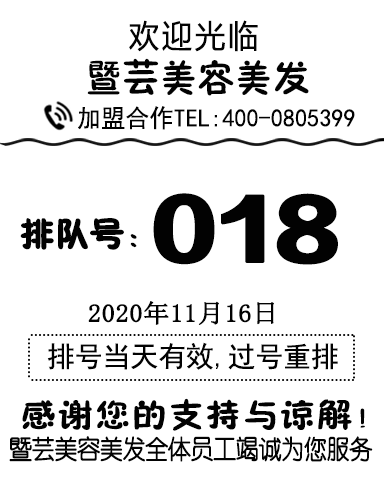 欢迎光临
暨芸美容美发
加盟合作TEL:400-0805399
排队号: 018
2020年11月16日
排号当天有效,过号重排
感谢您的支持与谅解!
暨芸美容美发全体员工竭诚为您服务